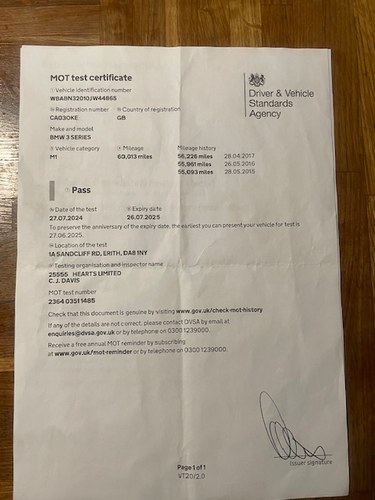 MOT test certificate
Driver & Vehicle
Standards
Agency
Vehicle identification number
WBABN32010JW44865
Registration number
Country of registration
CA03OKE
GB
Make and model
BMW 3 SERIES
Vehicle category
Mileage
Mileage history
M1
60,013 miles
56,226 miles 28.04.2017
55,961 miles 26.05.2016
55,093 miles 28.05.2015
Pass
Date of the test
Expiry date
27.07.2024
26.07.2025
To preserve the anniversary of the expiry date, the earliest you can present your vehicle for test is
27.06.2025.
Location of the test
1A SANDCLIFF RD, ERITH, DA8 1NY
Testing organisation and inspector name
25555 HEARTS LIMITED
C. J. DAVIS
MOT test number
2364 0351 1485
Check that this document is genuine by visiting www.gov.uk/check-mot-history
If any of the details are not correct, please contact DVSA by email at
enquiries@dvsa.gov.uk or by telephone on 0300 1239000.
Receive a free annual MOT reminder by subscribing
at www.gov.uk/mot-reminder or by telephone on 0300 1239000.
Issuer signature
Page 1 of 1
VT20/2.0